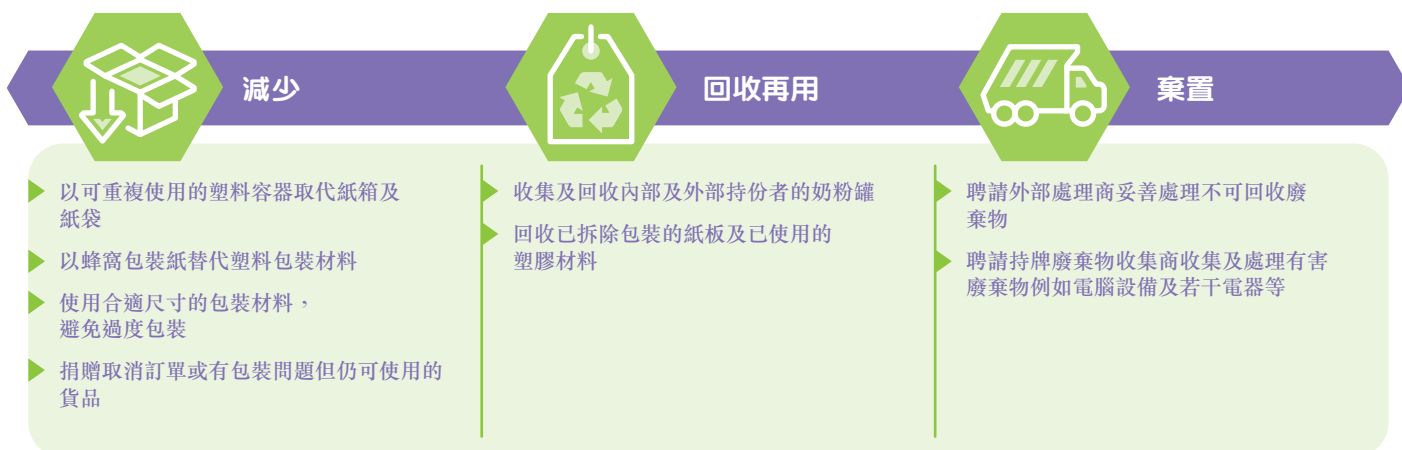 減少
以可重複使用的塑料容器取代紙箱及
紙袋
以蜂窩包裝紙替代塑料包裝材料
使用合適尺寸的包裝材料，
避免過度包裝
捐贈取消訂單或有包裝問題但仍可使用的
貨品
回收再用
收集及回收內部及外部持份者的奶粉罐
回收已拆除包裝的紙板及已使用的
塑膠材料
棄置
聘請外部處理商妥善處理不可回收廢
棄物
聘請持牌廢棄物收集商收集及處理有害
廢棄物例如電腦設備及若干電器等